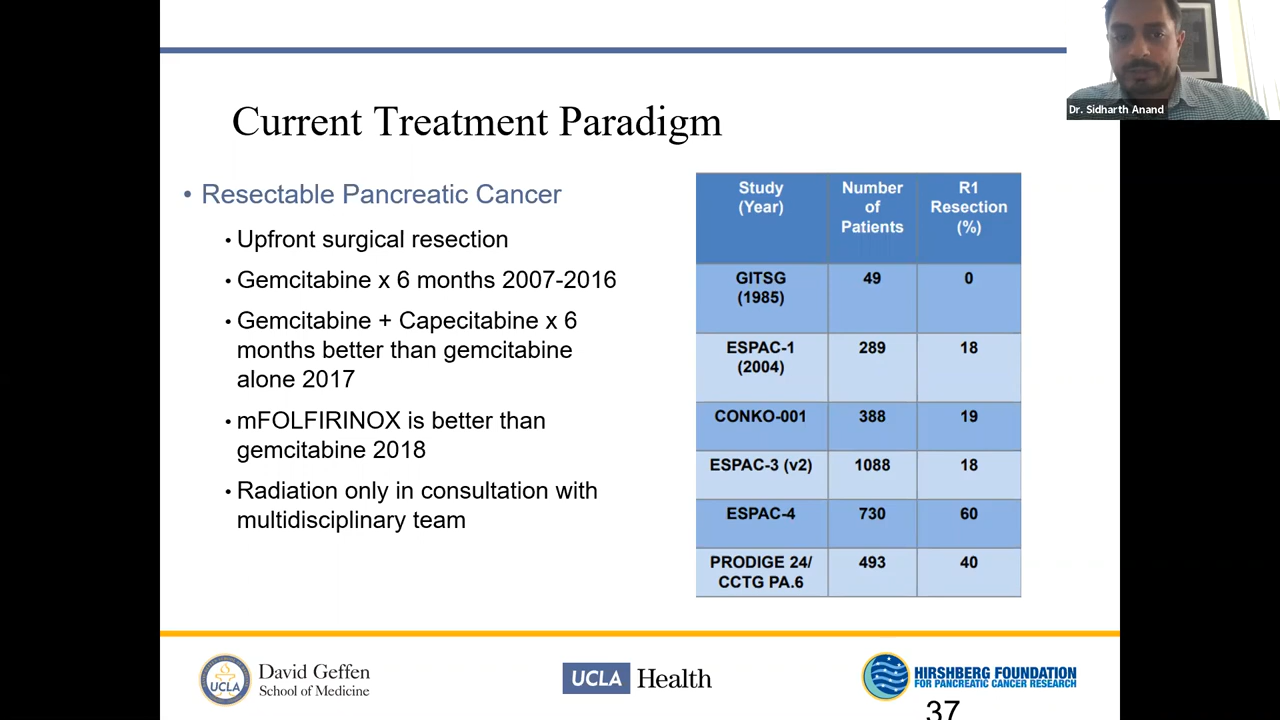 Dr. Sidharth Anand
Current Treatment Paradigm
• Resectable Pancreatic Cancer
• Upfront surgical resection
• Gemcitabine x 6 months 2007-2016
• Gemcitabine + Capecitabine x 6
months better than gemcitabine
alone 2017
• mFOLFIRINOX is better than
gemcitabine 2018
• Radiation only in consultation with
multidisciplinary team
Study (Year) Number of Patients R1 Resection (%)
GITSG (1985) 49 0
ESPAC-1 (2004) 289 18
CONKO-001 388 19
ESPAC-3 (v2) 1088 18
ESPAC-4 730 60
PRODIGE 24/ CCTG PA.6 493 40
UCLA
David Geffen
School of Medicine
UCLA Health
HIRSHBERG FOUNDATION
FOR PANCREATIC CANCER RESEARCH
37